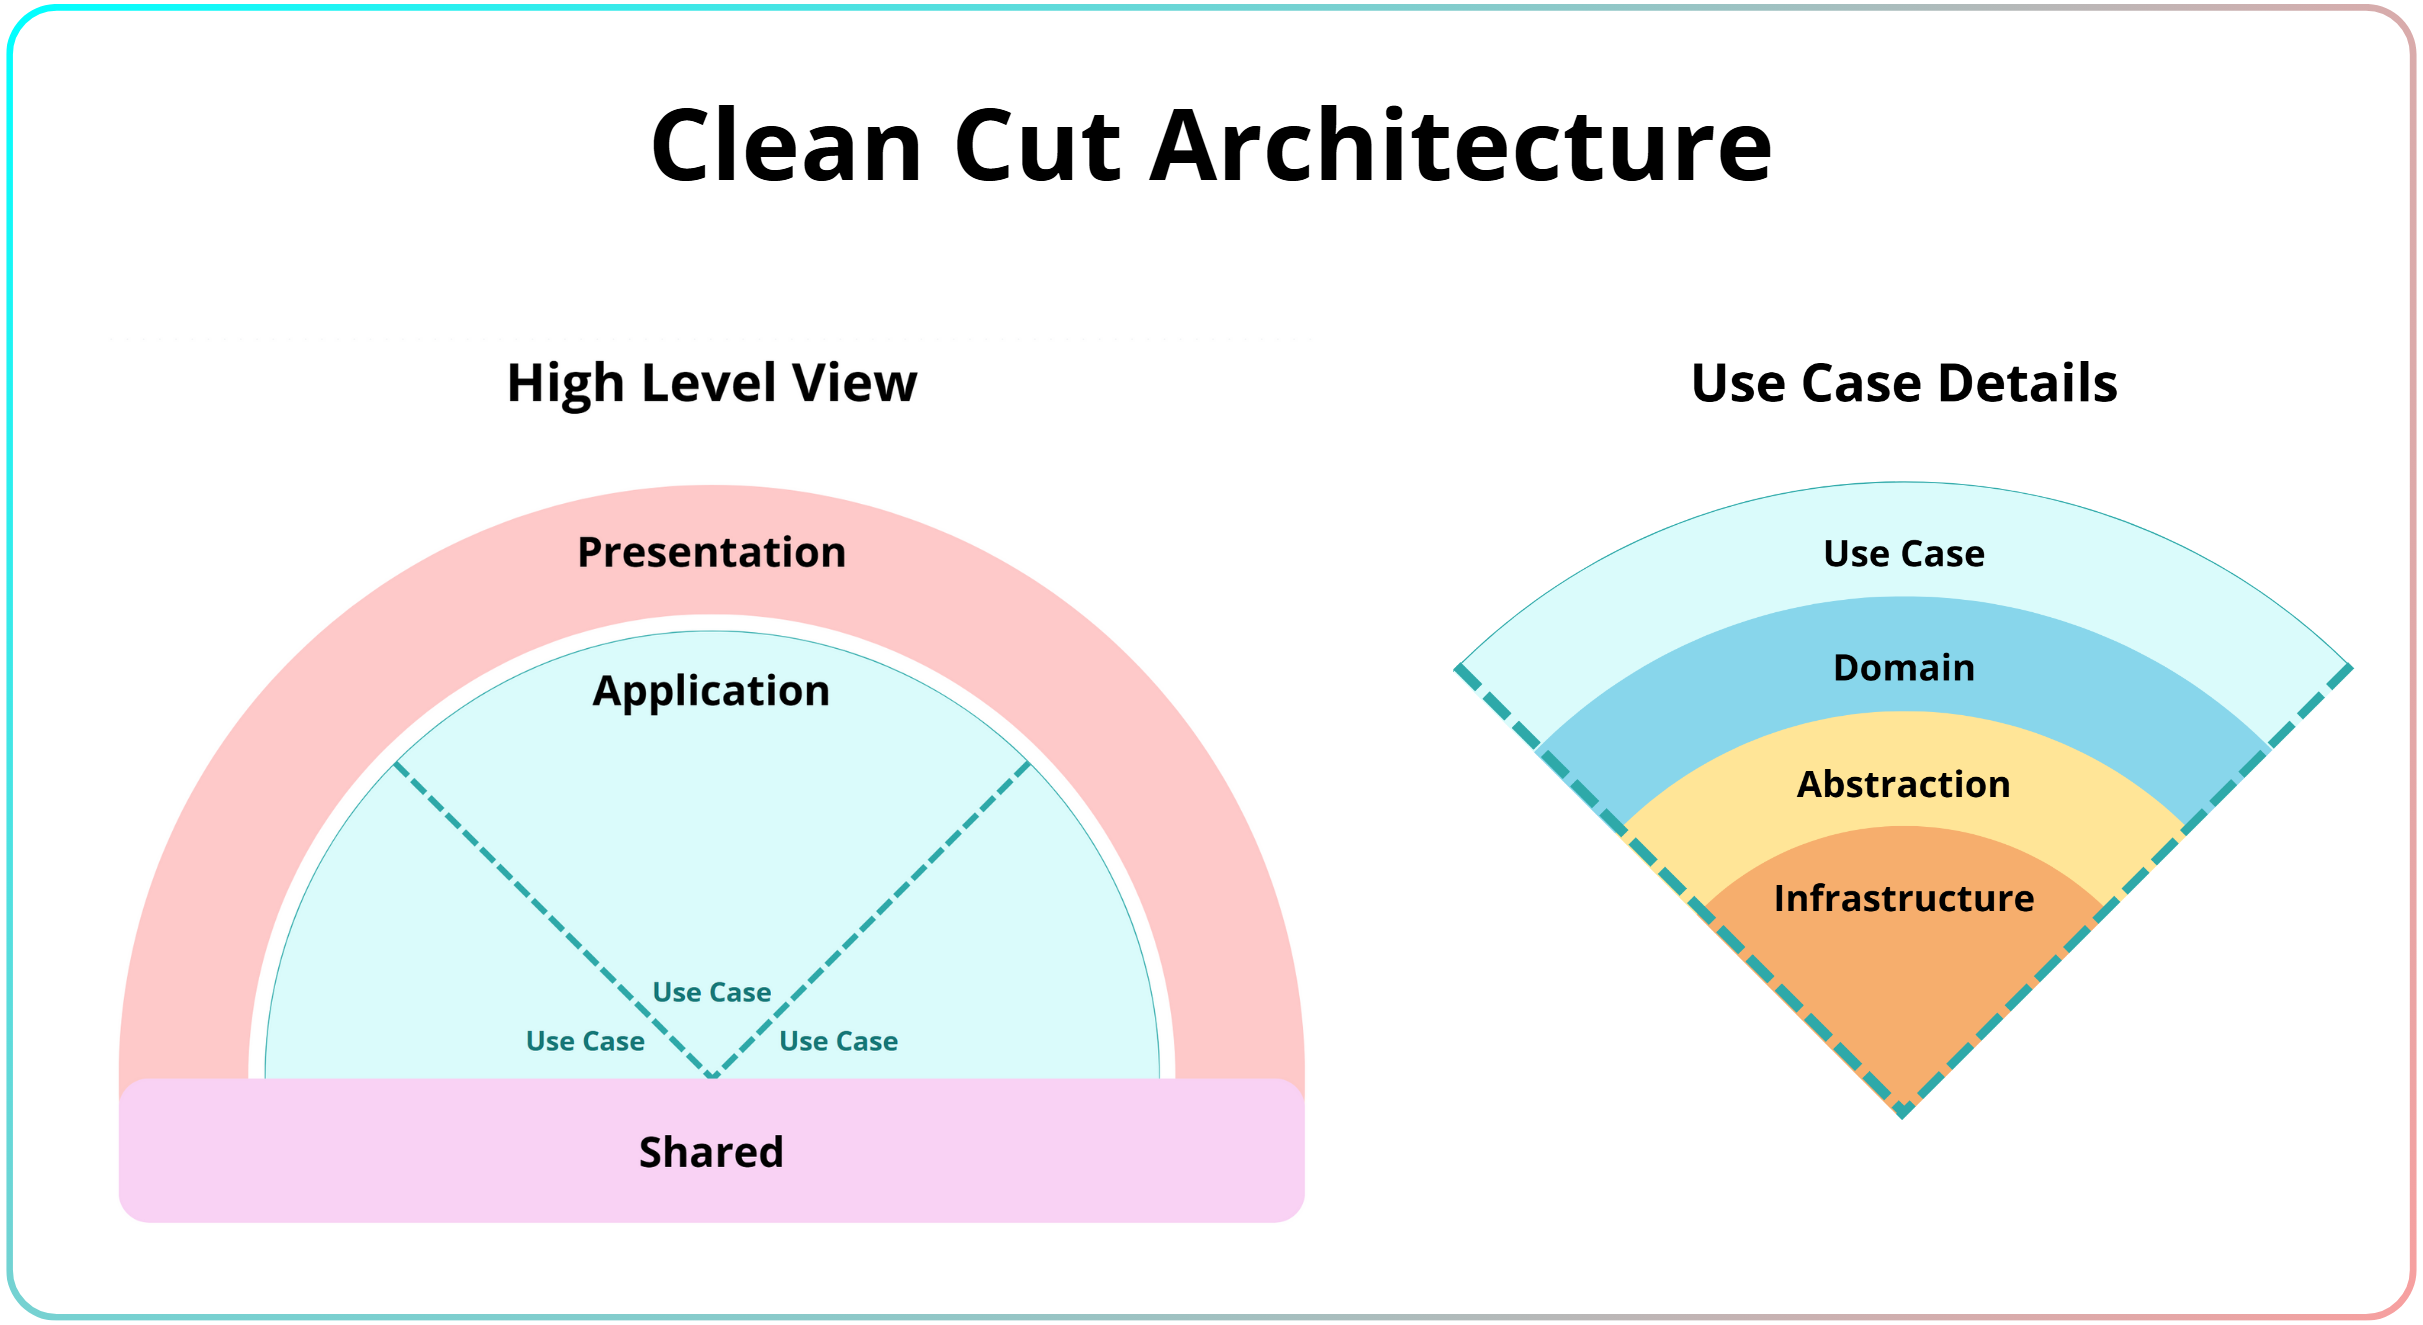 Clean Cut Architecture
High Level View
Presentation
Application
Use Case
Use Case
Use Case
Shared
Use Case Details
Use Case
Domain
Abstraction
Infrastructure